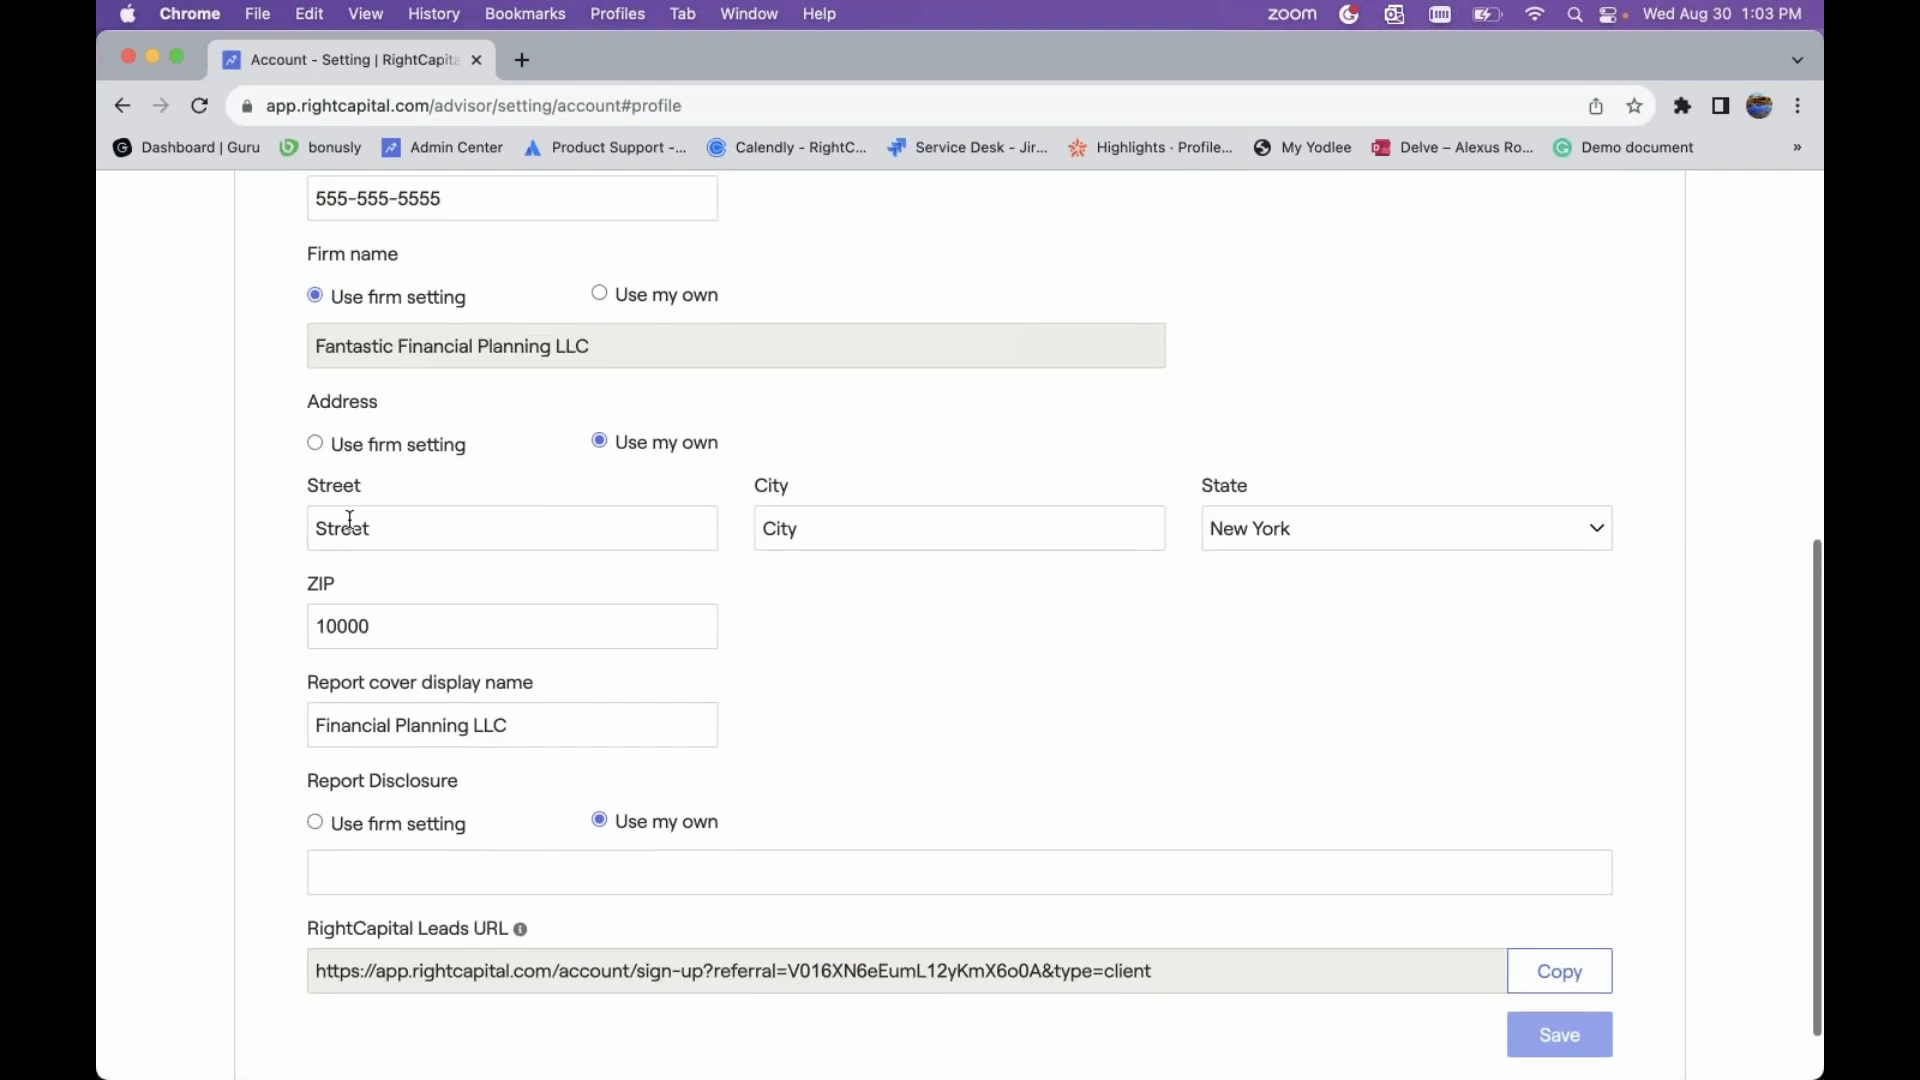 Chrome File Edit View History Bookmarks Profiles Tab Window Help zoom Wed Aug 30 1:03 PM
Account - Setting | RightCapita
app.rightcapital.com/advisor/setting/account#profile
Dashboard | Guru bonusly Admin Center Product Support -... Calendly - RightC... Service Desk - Jir... Highlights · Profile... My Yodlee Delve – Alexus Ro... Demo document »
555-555-5555
Firm name
Use firm setting Use my own
Fantastic Financial Planning LLC
Address
Use firm setting Use my own
Street City State
Street City New York
ZIP
10000
Report cover display name
Financial Planning LLC
Report Disclosure
Use firm setting Use my own
RightCapital Leads URL
https://app.rightcapital.com/account/sign-up?referral=V016XN6eEumL12yKmX6o0A&type=client Copy
Save